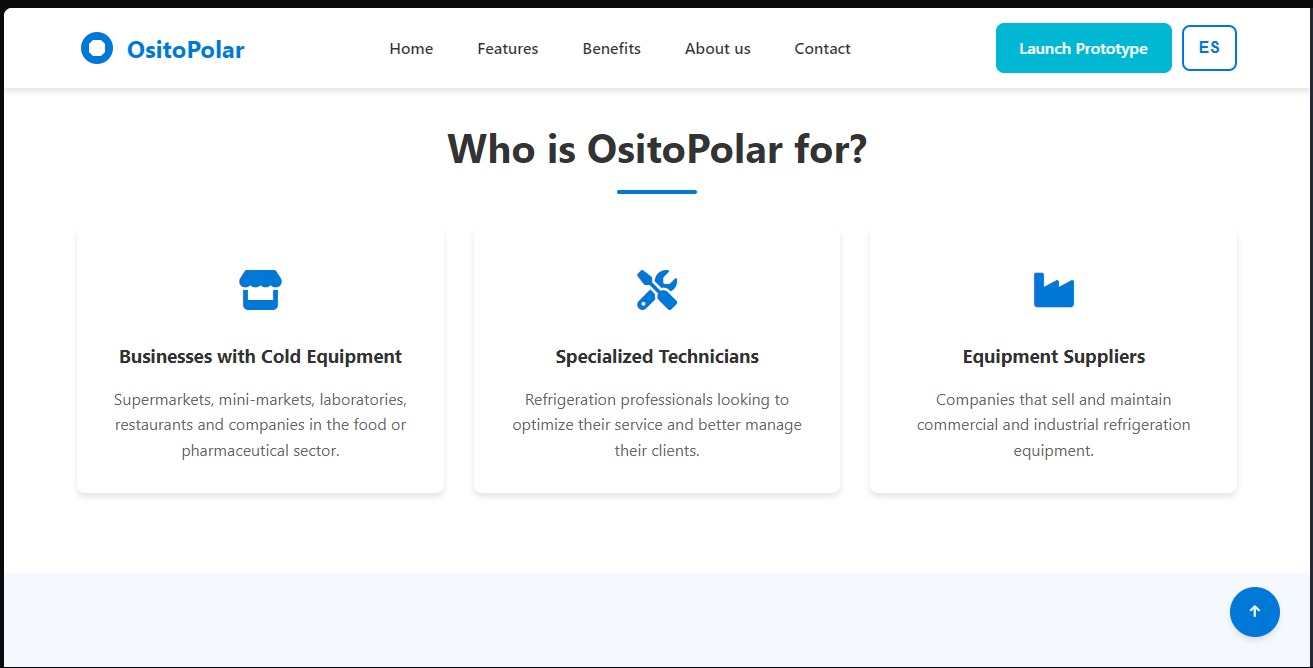 OsitoPolar
Home
Features
Benefits
About us
Contact
Launch Prototype
ES
Who is OsitoPolar for?
Businesses with Cold Equipment
Supermarkets, mini-markets, laboratories,
restaurants and companies in the food or
pharmaceutical sector.
Specialized Technicians
Refrigeration professionals looking to
optimize their service and better manage
their clients.
Equipment Suppliers
Companies that sell and maintain
commercial and industrial refrigeration
equipment.